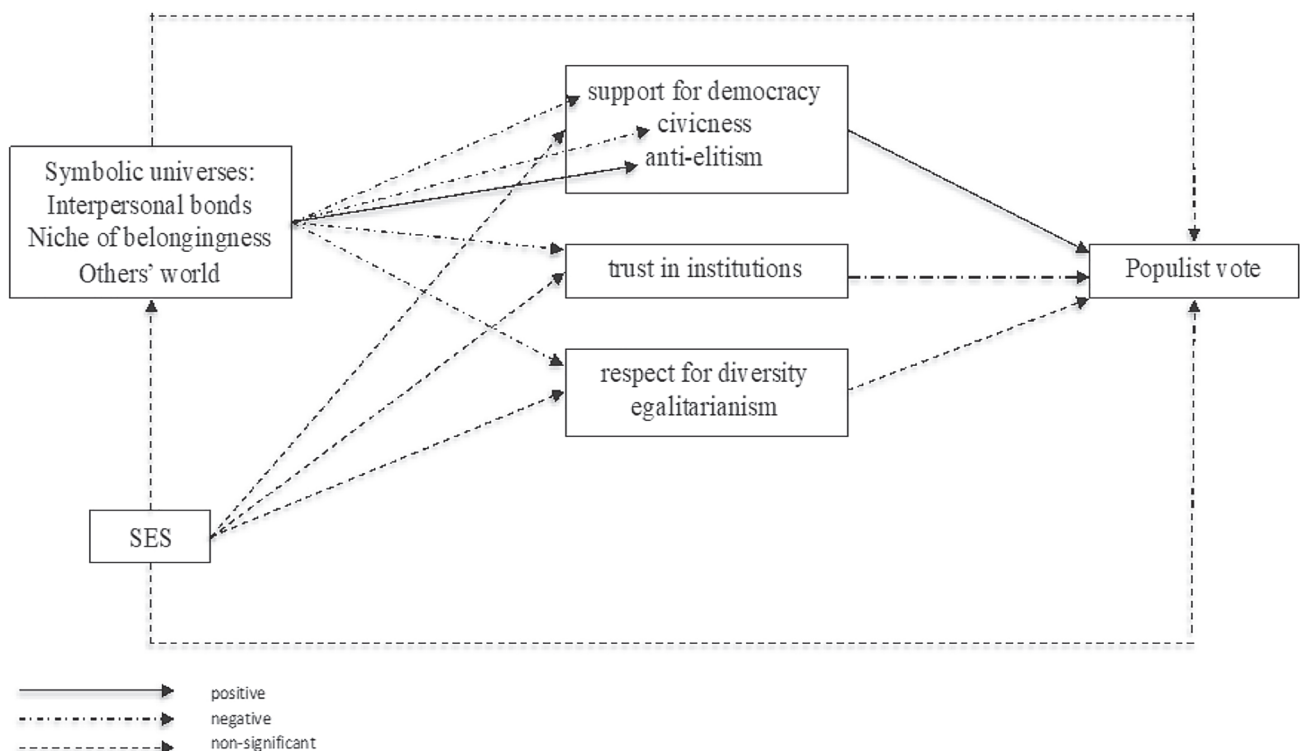 support for democracy
civicness
anti-elitism
Symbolic universes:
Interpersonal bonds
Niche of belongingness
Others' world
trust in institutions
Populist vote
respect for diversity
egalitarianism
SES
positive
negative
non-significant